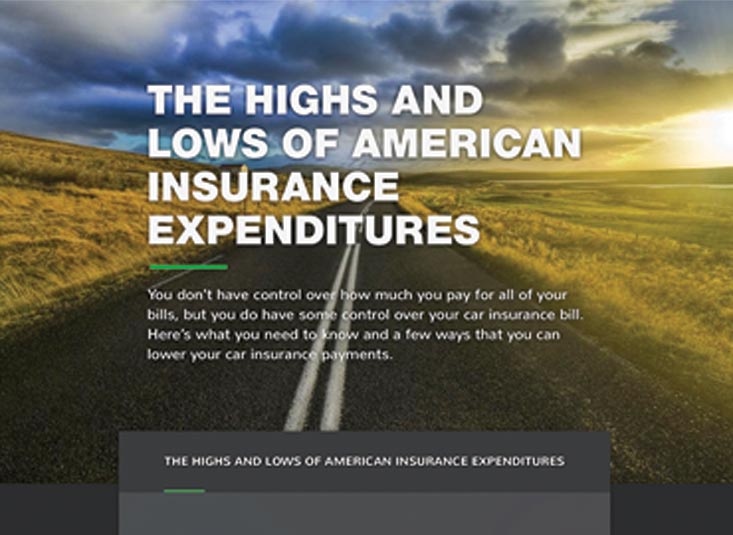 THE HIGHS AND
LOWS OF AMERICAN
INSURANCE
EXPENDITURES
You don't have control over how much you pay for all of your
bills, but you do have some control over your car insurance bill.
Here's what you need to know and a few ways that you can
lower your car insurance payments.
THE HIGHS AND LOWS OF AMERICAN INSURANCE EXPENDITURES